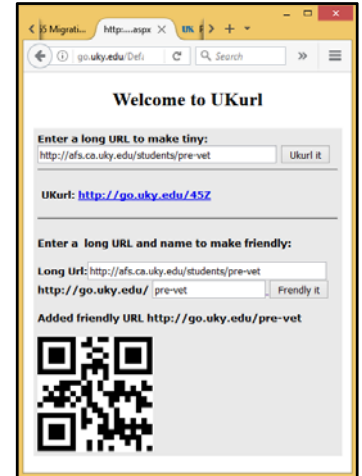 Migrati...
http:...aspx
UK
go.uky.edu/Defa
Search
Welcome to UKurl
Enter a long URL to make tiny:
http://afs.ca.uky.edu/students/pre-vet Ukurl it
UKurl: http://go.uky.edu/45Z
Enter a long URL and name to make friendly:
Long Url: http://afs.ca.uky.edu/students/pre-vet
http://go.uky.edu/ pre-vet Frendly it
Added friendly URL http://go.uky.edu/pre-vet